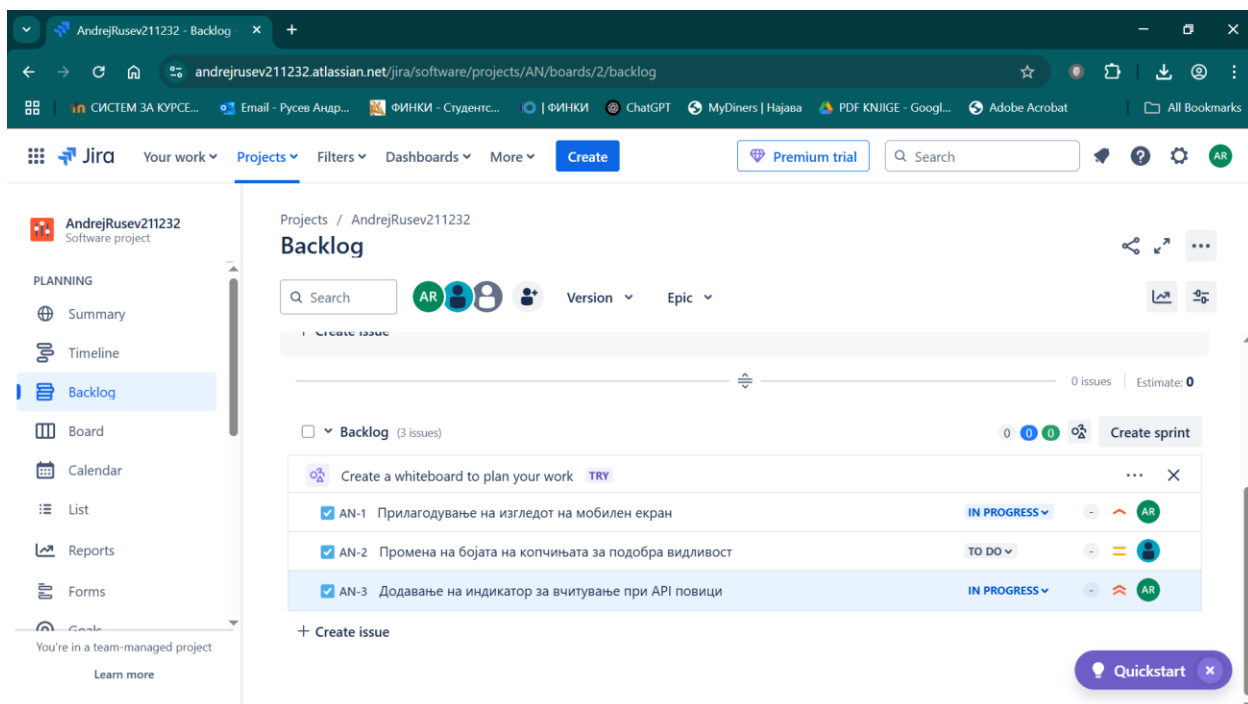 AndrejRusev211232 - Backlog -
andrejrusev211232.atlassian.net/jira/software/projects/AN/boards/2/backlog
СИСТЕМ ЗА КУРСЕ... Email - Русев Андр... ФИНКИ - Студентс... | ФИНКИ ChatGPT MyDiners | Најава PDF KNJIGE - Googl... Adobe Acrobat All Bookmarks
Jira Your work Projects Filters Dashboards More Create Premium trial Search AR
AndrejRusev211232
Software project
PLANNING
Summary
Timeline
Backlog
Board
Calendar
List
Reports
Forms
Goals
You're in a team-managed project
Learn more
Projects / AndrejRusev211232
Backlog
Search AR Version Epic
+ Create issue
0 issues Estimate: 0
Backlog (3 issues) 0 0 0 Create sprint
Create a whiteboard to plan your work TRY
AN-1 Прилагодување на изгледот на мобилен екран IN PROGRESS - AR
AN-2 Промена на бојата на копчињата за подобра видливост TO DO -
AN-3 Додавање на индикатор за вчитување при API повици IN PROGRESS - AR
+ Create issue
Quickstart